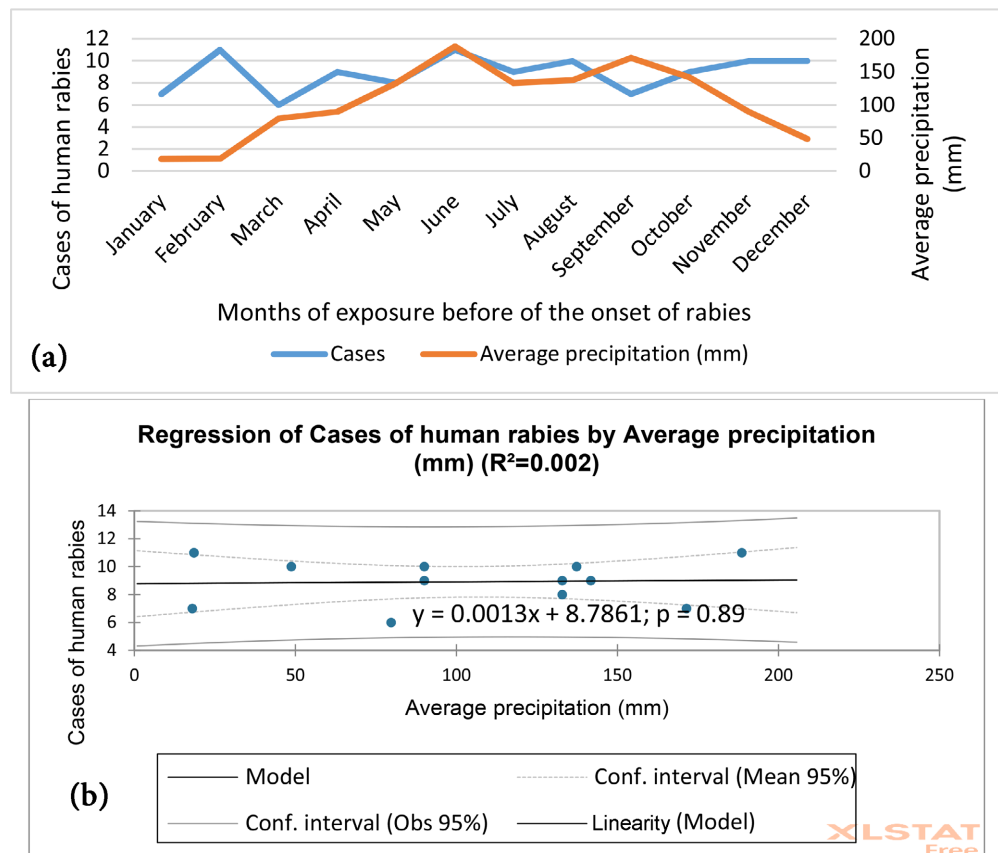 12
10
8
6
4
2
0
Cases of human rabies
200
150
100
50
0
Average precipitation
(mm)
January
February
March
April
May
June
July
August
September
October
November
December
Months of exposure before of the onset of rabies
(a)
Cases
Average precipitation (mm)
Regression of Cases of human rabies by Average precipitation
(mm) (R²=0.002)
14
12
10
8
6
4
Cases of human rabies
y = 0.0013x + 8.7861; p = 0.89
0 50 100 150 200 250
Average precipitation (mm)
(b)
Model
Conf. interval (Mean 95%)
Conf. interval (Obs 95%)
Linearity (Model)
XLSTAT
Free